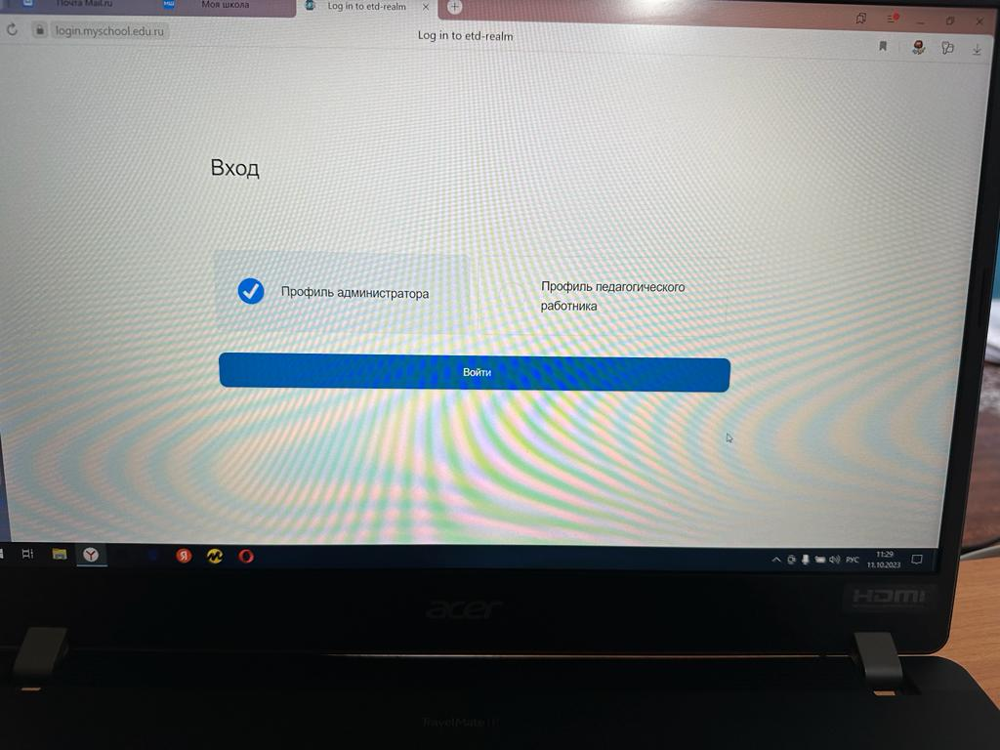 Почта Mail.ru
МШ
Моя школа
Log in to etd-realm
login.myschool.edu.ru
Log in to etd-realm
Вход
Профиль администратора
Профиль педагогического
работника
Войти
Я
РУС
11:29
11.10.2023
acer
HDMI
TravelMate